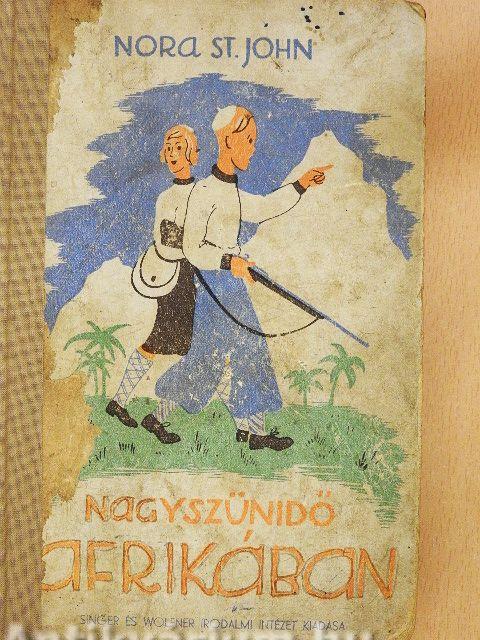 NORA ST. JOHN
NAGYSZÜNIDŐ
AFRIKÁBAN
SINGER ÉS WOLFNER IRODALMI INTÉZET KIADÁSA